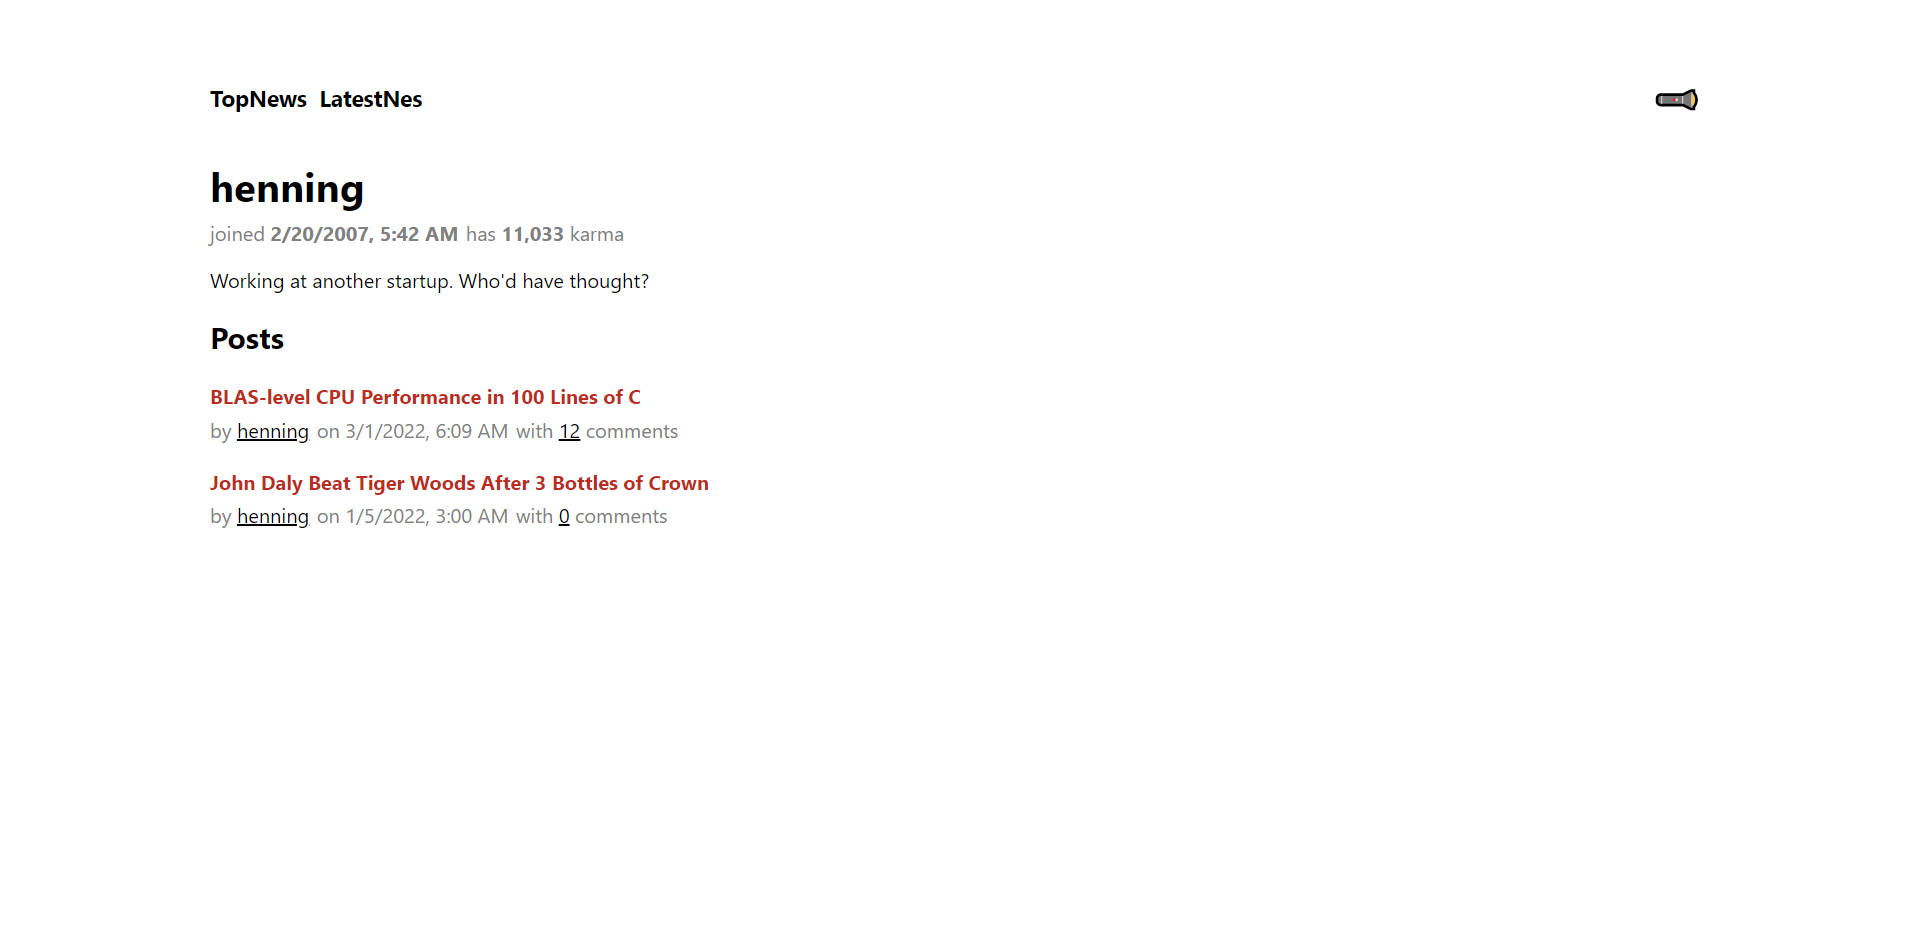 TopNews LatestNes
henning
joined 2/20/2007, 5:42 AM has 11,033 karma
Working at another startup. Who'd have thought?
Posts
BLAS-level CPU Performance in 100 Lines of C
by henning on 3/1/2022, 6:09 AM with 12 comments
John Daly Beat Tiger Woods After 3 Bottles of Crown
by henning on 1/5/2022, 3:00 AM with 0 comments